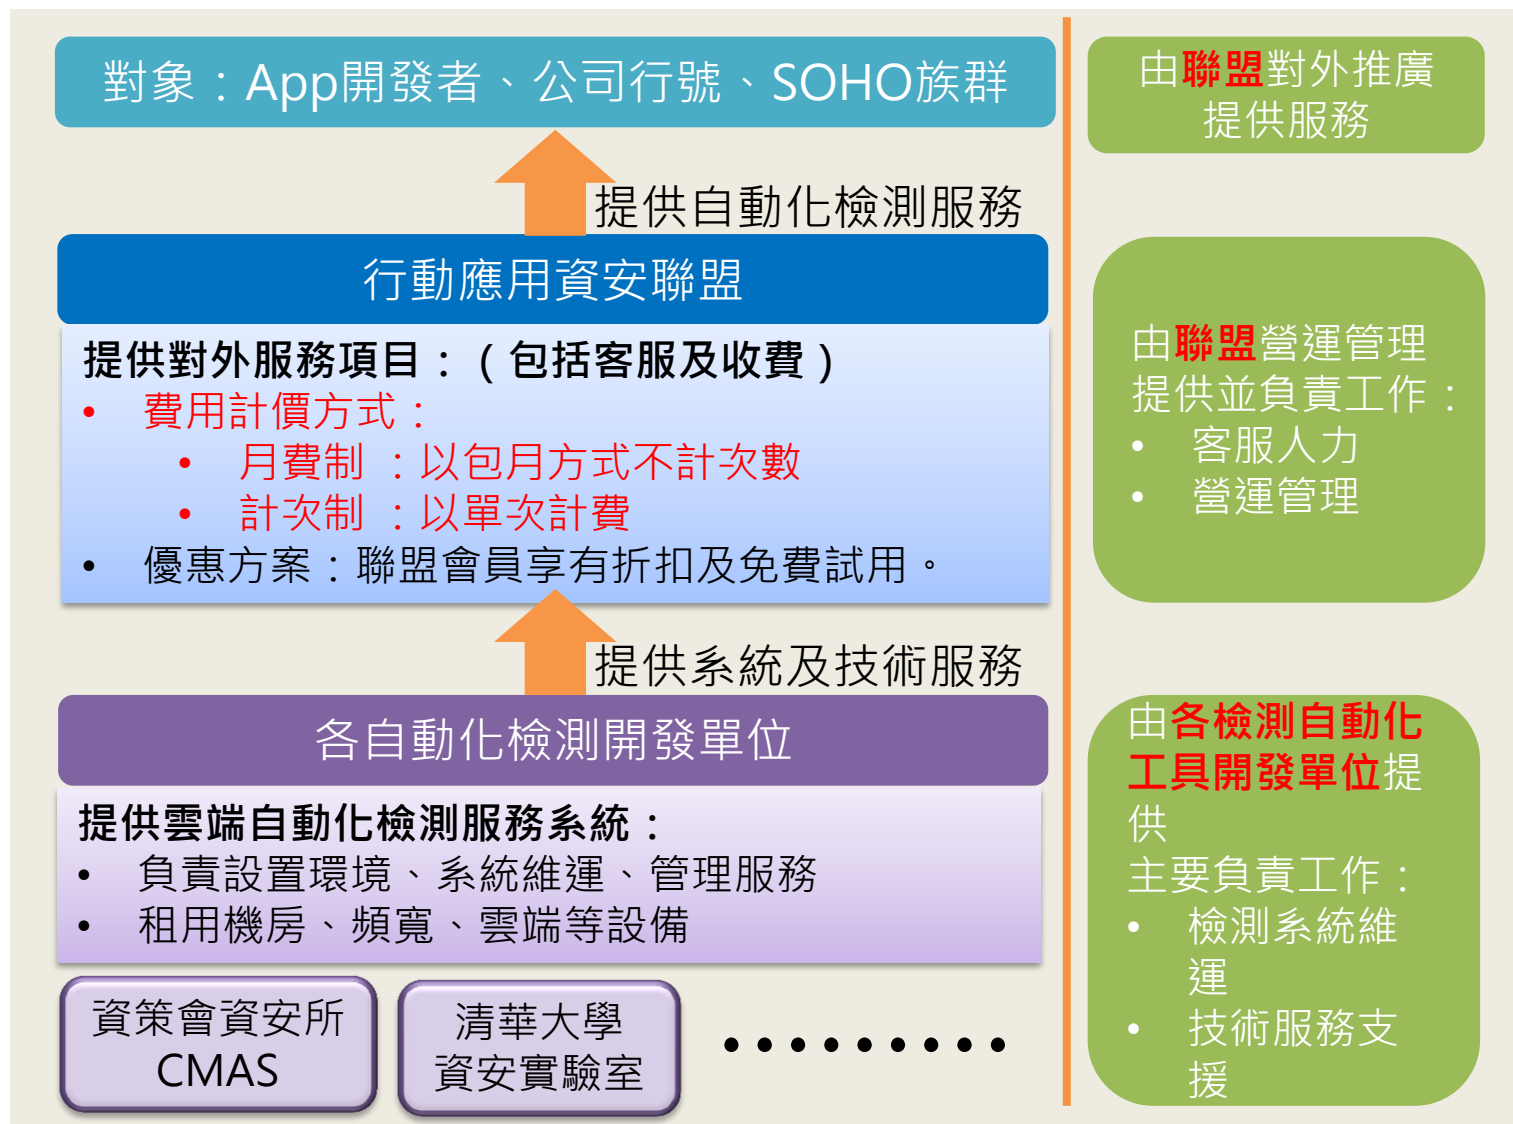 對象：App開發者、公司行號、SOHO族群
提供自動化檢測服務
行動應用資安聯盟
提供對外服務項目：（包括客服及收費）
• 費用計價方式：
• 月費制 ：以包月方式不計次數
• 計次制 ：以單次計費
• 優惠方案：聯盟會員享有折扣及免費試用。
提供系統及技術服務
各自動化檢測開發單位
提供雲端自動化檢測服務系統：
• 負責設置環境、系統維運、管理服務
• 租用機房、頻寬、雲端等設備
資策會資安所
CMAS
清華大學
資安實驗室
•••••••••
由聯盟對外推廣
提供服務
由聯盟營運管理
提供並負責工作：
• 客服人力
• 營運管理
由各檢測自動化
工具開發單位提
供
主要負責工作：
• 檢測系統維
運
• 技術服務支
援